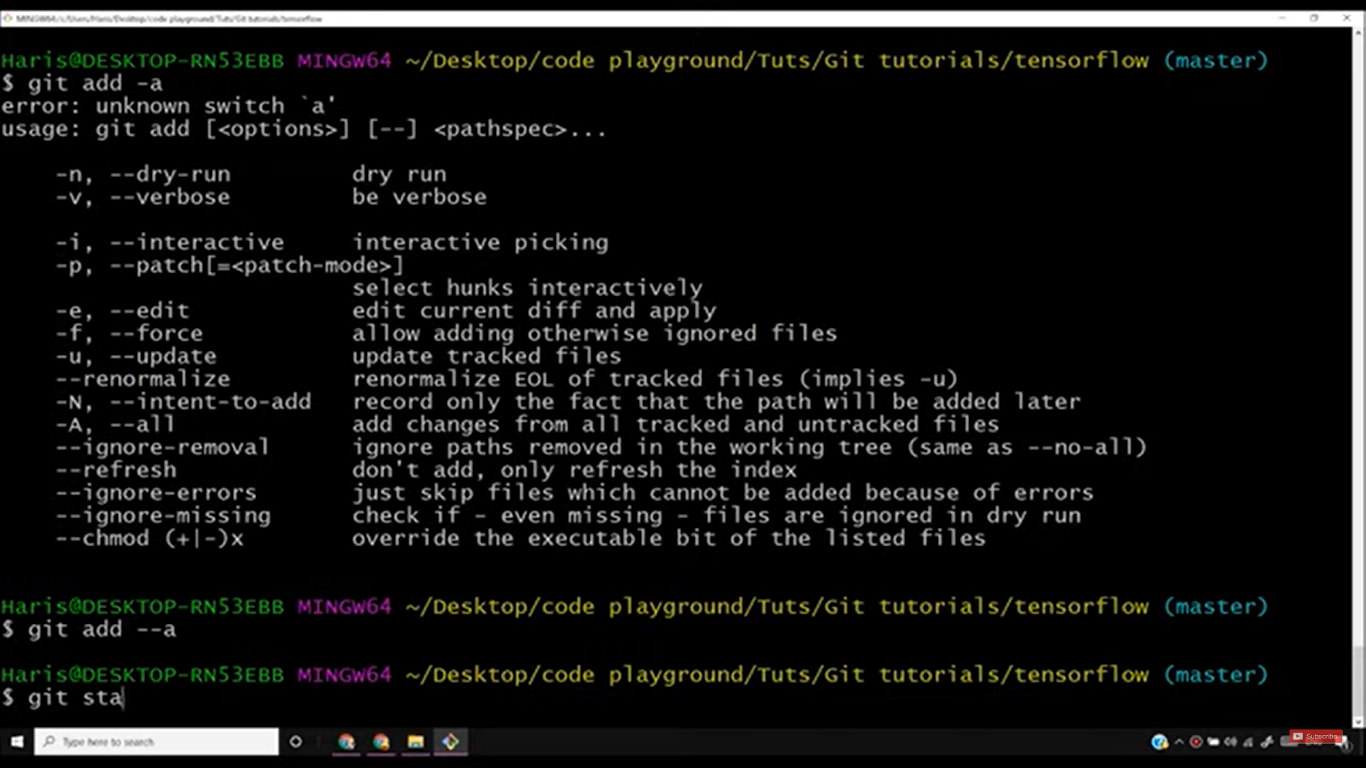 MINGW64:/c/Users/Haris/Desktop/code playground/Tuts/Git tutorials/tensorflow
Haris@DESKTOP-RN53EBB MINGW64 ~/Desktop/code playground/Tuts/Git tutorials/tensorflow (master)
$ git add -a
error: unknown switch `a'
usage: git add [<options>] [--] <pathspec>...
-n, --dry-run dry run
-v, --verbose be verbose
-i, --interactive interactive picking
-p, --patch[=<patch-mode>]
select hunks interactively
-e, --edit edit current diff and apply
-f, --force allow adding otherwise ignored files
-u, --update update tracked files
--renormalize renormalize EOL of tracked files (implies -u)
-N, --intent-to-add record only the fact that the path will be added later
-A, --all add changes from all tracked and untracked files
--ignore-removal ignore paths removed in the working tree (same as --no-all)
--refresh don't add, only refresh the index
--ignore-errors just skip files which cannot be added because of errors
--ignore-missing check if - even missing - files are ignored in dry run
--chmod (+|-)x override the executable bit of the listed files
Haris@DESKTOP-RN53EBB MINGW64 ~/Desktop/code playground/Tuts/Git tutorials/tensorflow (master)
$ git add --a
Haris@DESKTOP-RN53EBB MINGW64 ~/Desktop/code playground/Tuts/Git tutorials/tensorflow (master)
$ git sta
Type here to search
Subscribe